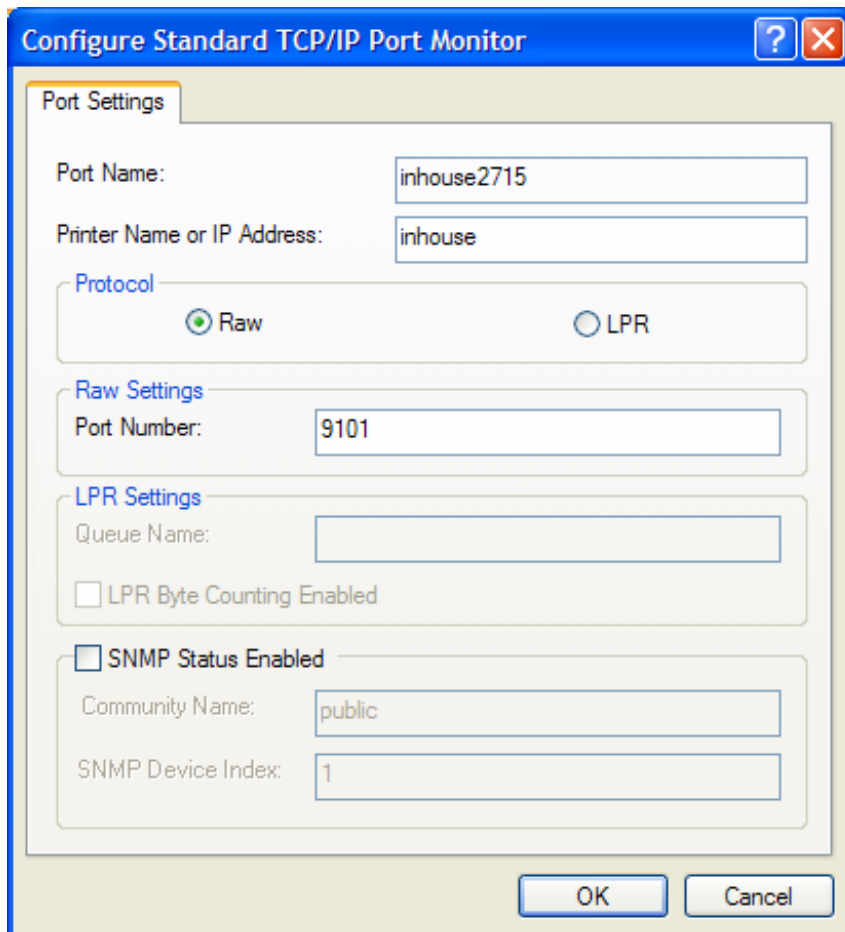 Configure Standard TCP/IP Port Monitor
Port Settings
Port Name: inhouse2715
Printer Name or IP Address: inhouse
Protocol
Raw LPR
Raw Settings
Port Number: 9101
LPR Settings
Queue Name:
LPR Byte Counting Enabled
SNMP Status Enabled
Community Name: public
SNMP Device Index: 1
OK Cancel